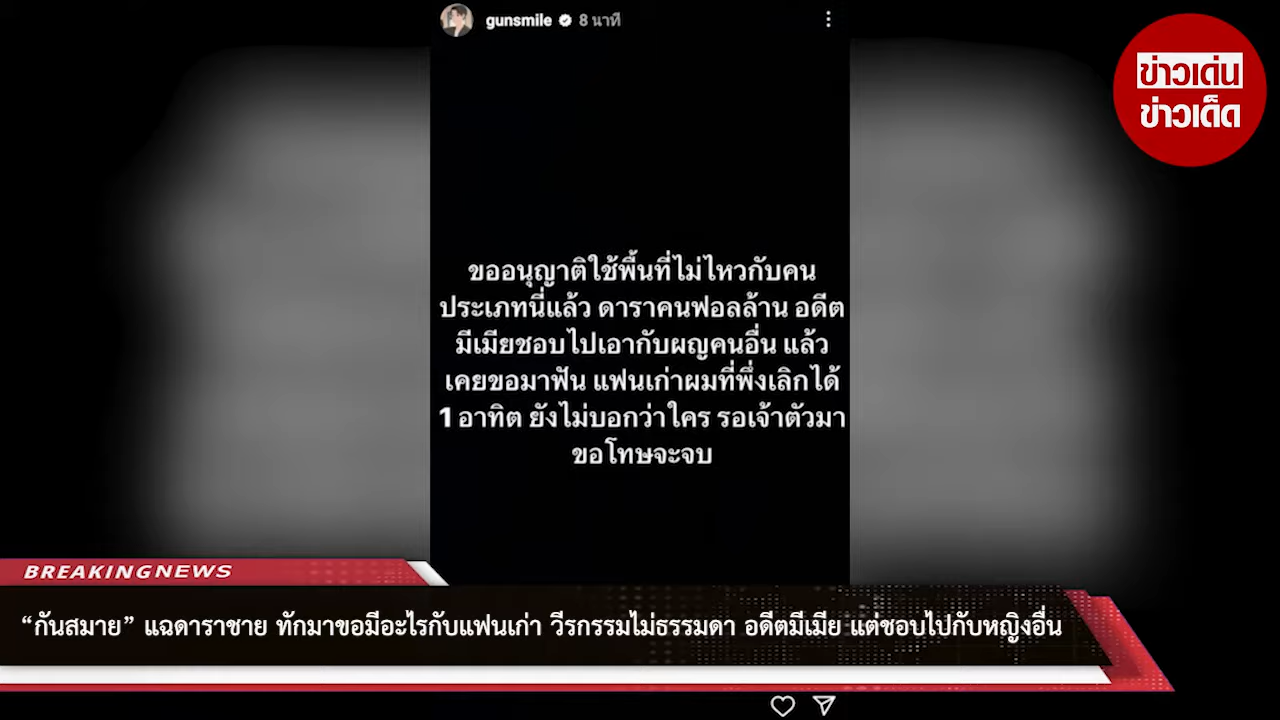 gunsmile 8 นาที
ข่าวเด่น
ข่าวเด็ด
ขออนุญาติใช้พื้นที่ไม่ไหวกับคน
ประเภทนี่แล้ว ดาราคนฟอลล้าน อดีต
มีเมียชอบไปเอากับผญคนอื่น แล้ว
เคยขอมาฟัน แฟนเก่าผมที่พึ่งเลิกได้
1 อาทิต ยังไม่บอกว่าใคร รอเจ้าตัวมา
ขอโทษจะจบ
BREAKINGNEWS
“กันสมาย” แฉดาราชาย ทักมาขอมีอะไรกับแฟนเก่า วีรกรรมไม่ธรรมดา อดีตมีเมีย แต่ชอบไปกับหญิงอื่น